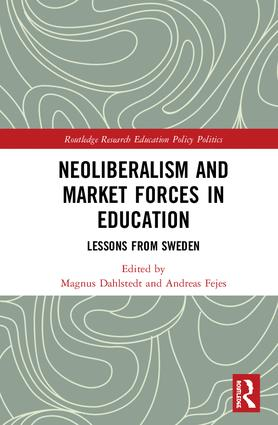 Routledge Research Education Policy Politics
NEOLIBERALISM AND
MARKET FORCES IN
EDUCATION
LESSONS FROM SWEDEN
Edited by
Magnus Dahlstedt and Andreas Fejes
ROUTLEDGE